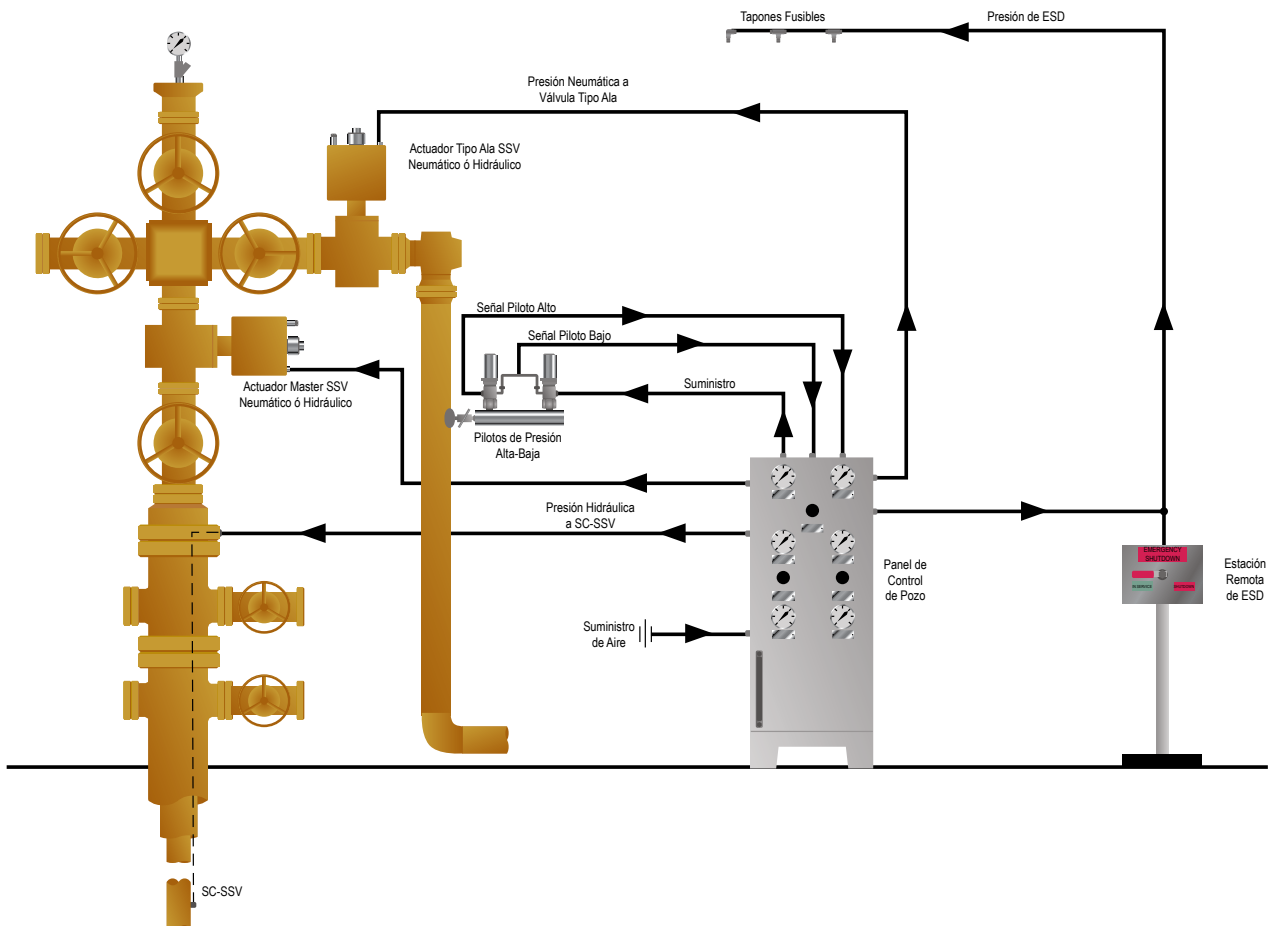 Tapones Fusibles
Presión de ESD
Presión Neumática a
Válvula Tipo Ala
Actuador Tipo Ala SSV
Neumático ó Hidráulico
Señal Piloto Alto
Señal Piloto Bajo
Suministro
Actuador Master SSV
Neumático ó Hidráulico
Pilotos de Presión
Alta-Baja
Presión Hidráulica
a SC-SSV
Panel de
Control
de Pozo
EMERGENCY
SHUTDOWN
IN SERVICE
Estación
Remota
de ESD
Suministro
de Aire
SC-SSV